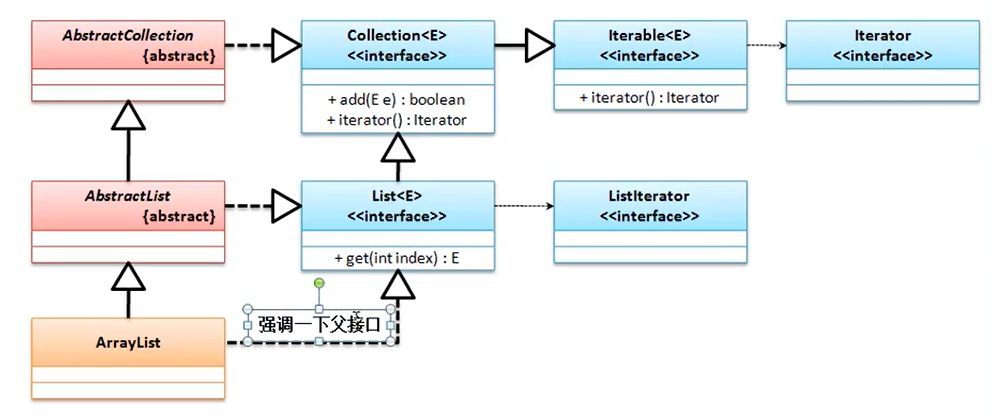 AbstractCollection
{abstract}
Collection<E>
<<interface>>
+ add(E e) : boolean
+ iterator() : Iterator
Iterable<E>
<<interface>>
+ iterator() : Iterator
Iterator
<<interface>>
AbstractList
{abstract}
List<E>
<<interface>>
+ get(int index) : E
ListIterator
<<interface>>
ArrayList
强调一下父接口